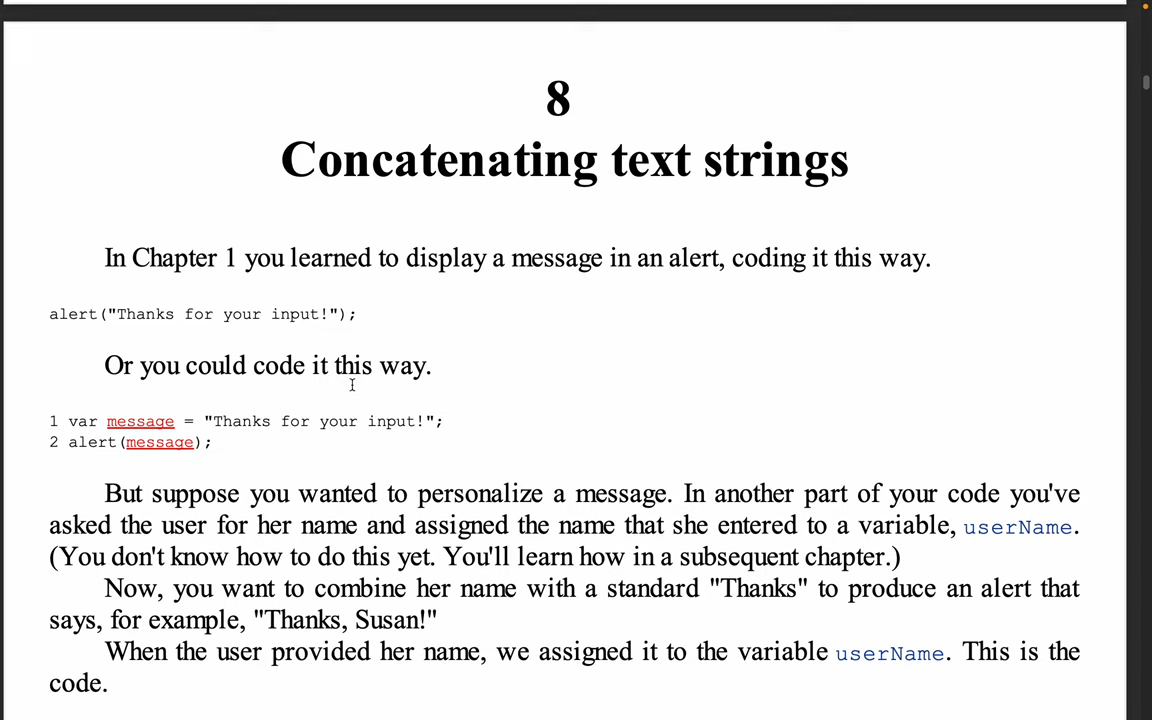 8
Concatenating text strings
In Chapter 1 you learned to display a message in an alert, coding it this way.
alert("Thanks for your input!");
Or you could code it this way.
1 var message = "Thanks for your input!";
2 alert(message);
But suppose you wanted to personalize a message. In another part of your code you've
asked the user for her name and assigned the name that she entered to a variable, userName.
(You don't know how to do this yet. You'll learn how in a subsequent chapter.)
Now, you want to combine her name with a standard "Thanks" to produce an alert that
says, for example, "Thanks, Susan!"
When the user provided her name, we assigned it to the variable userName. This is the
code.